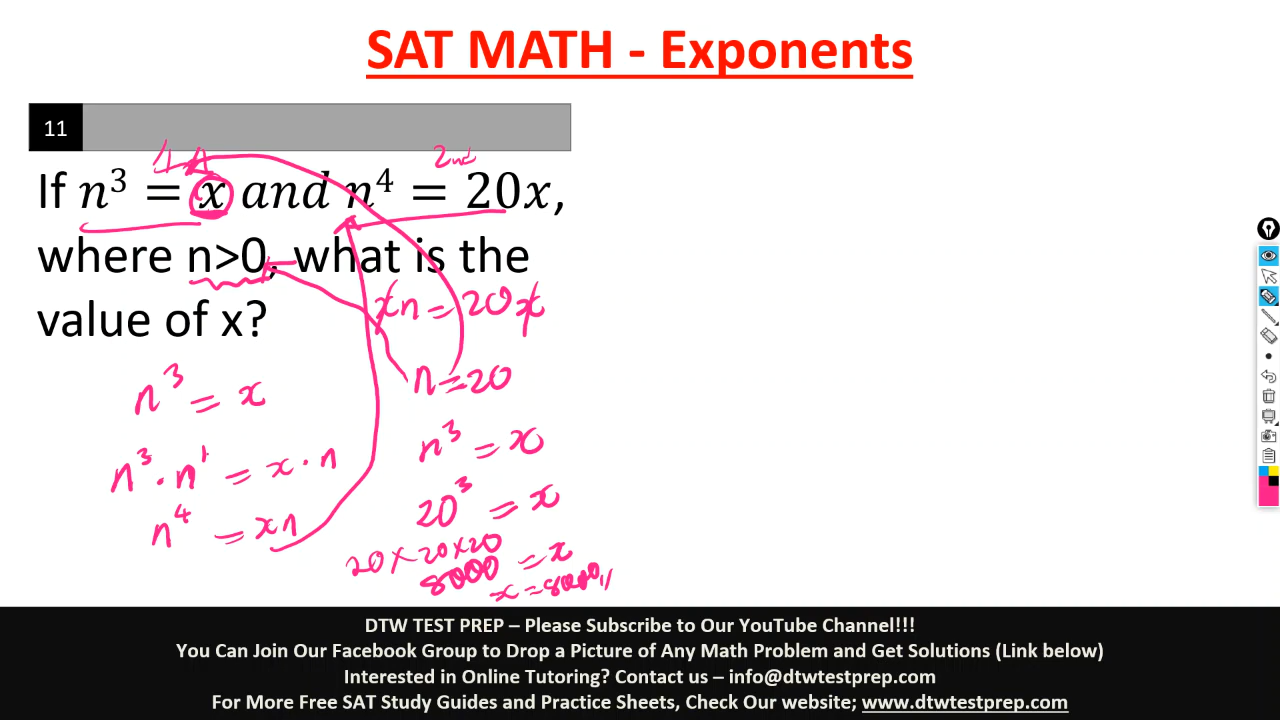 SAT MATH - Exponents
11
1st
2nd
If n³ = x and n⁴ = 20x,
where n>0, what is the
value of x?
n³ = x
n³ · n¹ = x · n
n⁴ = xn
xn = 20x
n = 20
n³ = x
20³ = x
20 × 20 × 20
8000 = x
x = 8000,,
DTW TEST PREP – Please Subscribe to Our YouTube Channel!!!
You Can Join Our Facebook Group to Drop a Picture of Any Math Problem and Get Solutions (Link below)
Interested in Online Tutoring? Contact us – info@dtwtestprep.com
For More Free SAT Study Guides and Practice Sheets, Check Our website; www.dtwtestprep.com